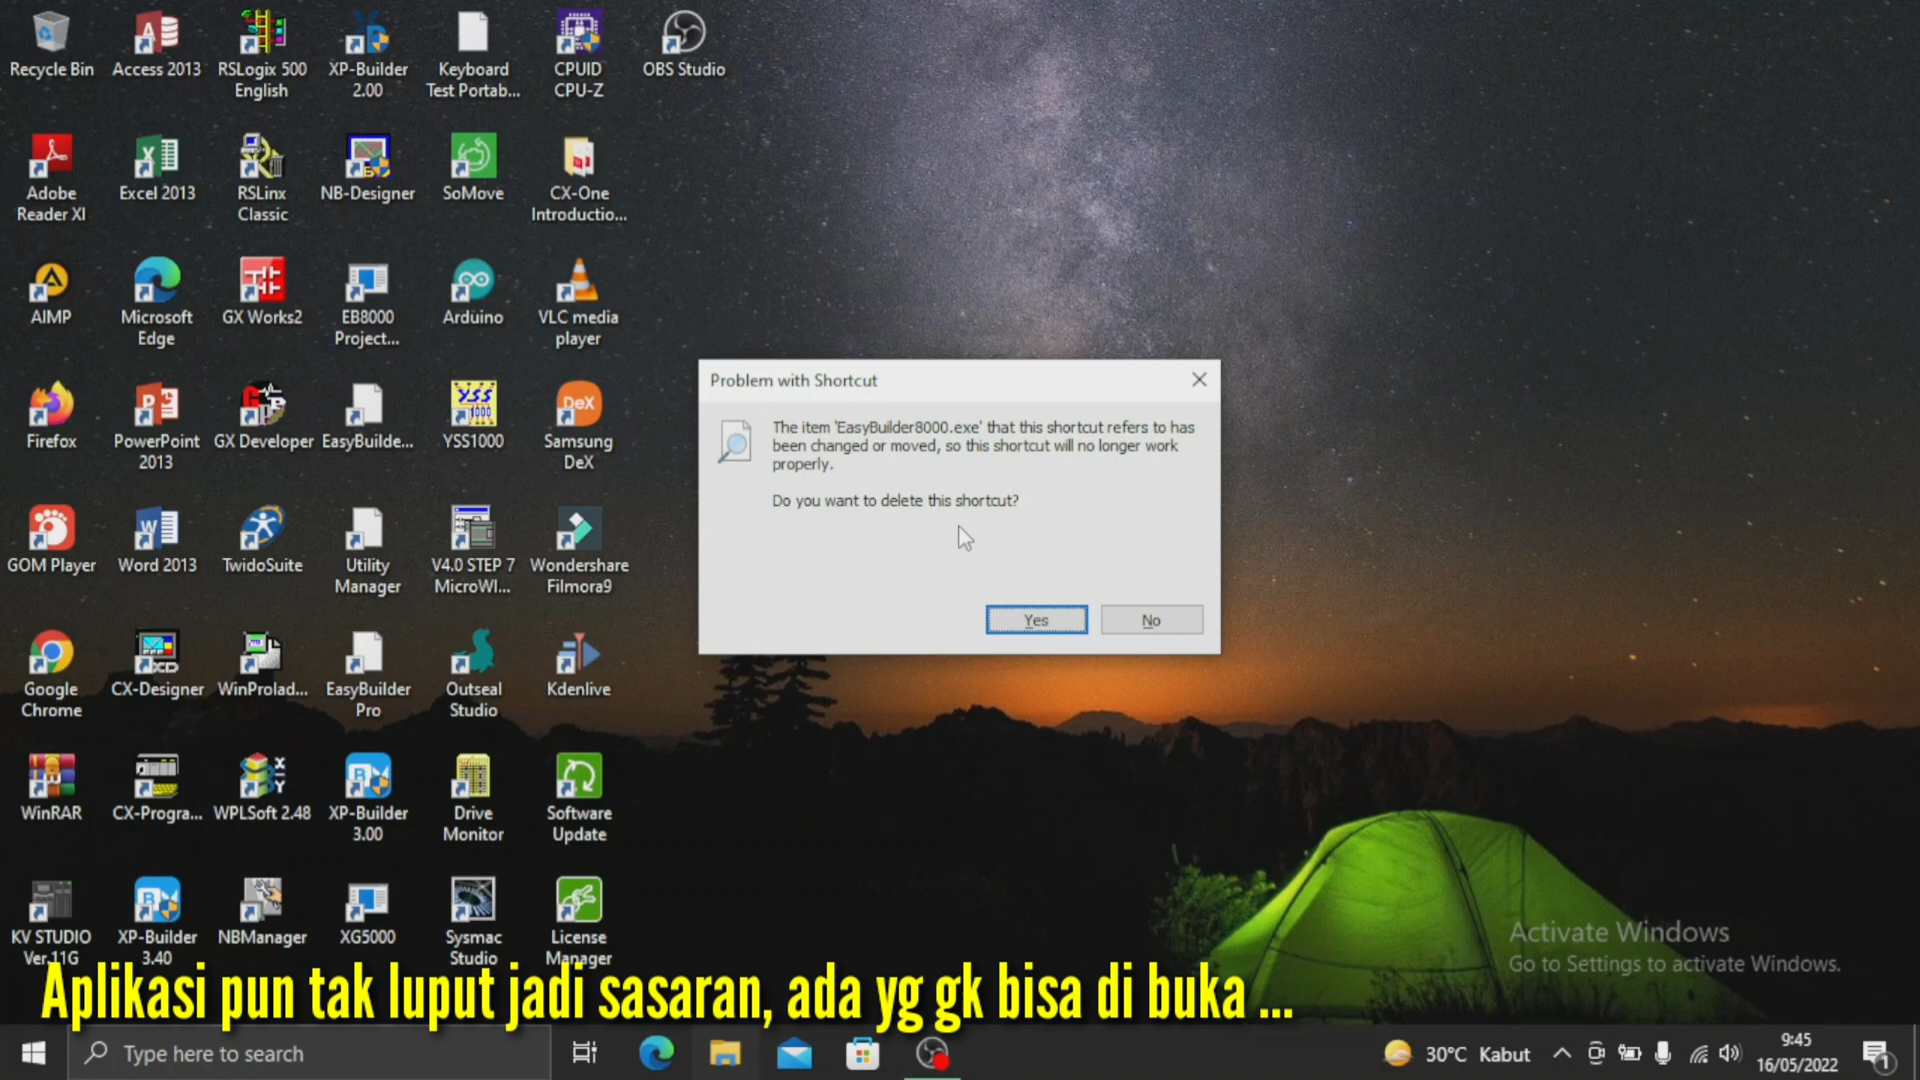 Recycle Bin
Access 2013
RSLogix 500
English
XP-Builder
2.00
Keyboard
Test Portab...
CPUID
CPU-Z
OBS Studio
Adobe
Reader XI
Excel 2013
RSLinx
Classic
NB-Designer
SoMove
CX-One
Introductio...
AIMP
Microsoft
Edge
GX Works2
EB8000
Project...
Arduino
VLC media
player
Firefox
PowerPoint
2013
GX Developer
EasyBuilde...
YSS1000
Samsung
DeX
GOM Player
Word 2013
TwidoSuite
Utility
Manager
V4.0 STEP 7
MicroWI...
Wondershare
Filmora9
Google
Chrome
CX-Designer
WinProlad...
EasyBuilder
Pro
Outseal
Studio
Kdenlive
WinRAR
CX-Progra...
WPLSoft 2.48
XP-Builder
3.00
Drive
Monitor
Software
Update
KV STUDIO
Ver.11G
XP-Builder
3.40
NBManager
XG5000
Sysmac
Studio
License
Manager
Problem with Shortcut
The item 'EasyBuilder8000.exe' that this shortcut refers to has
been changed or moved, so this shortcut will no longer work
properly.
Do you want to delete this shortcut?
Yes
No
Activate Windows
Go to Settings to activate Windows.
Aplikasi pun tak luput jadi sasaran, ada yg gk bisa di buka ...
Type here to search
30°C Kabut
9:45
16/05/2022
1